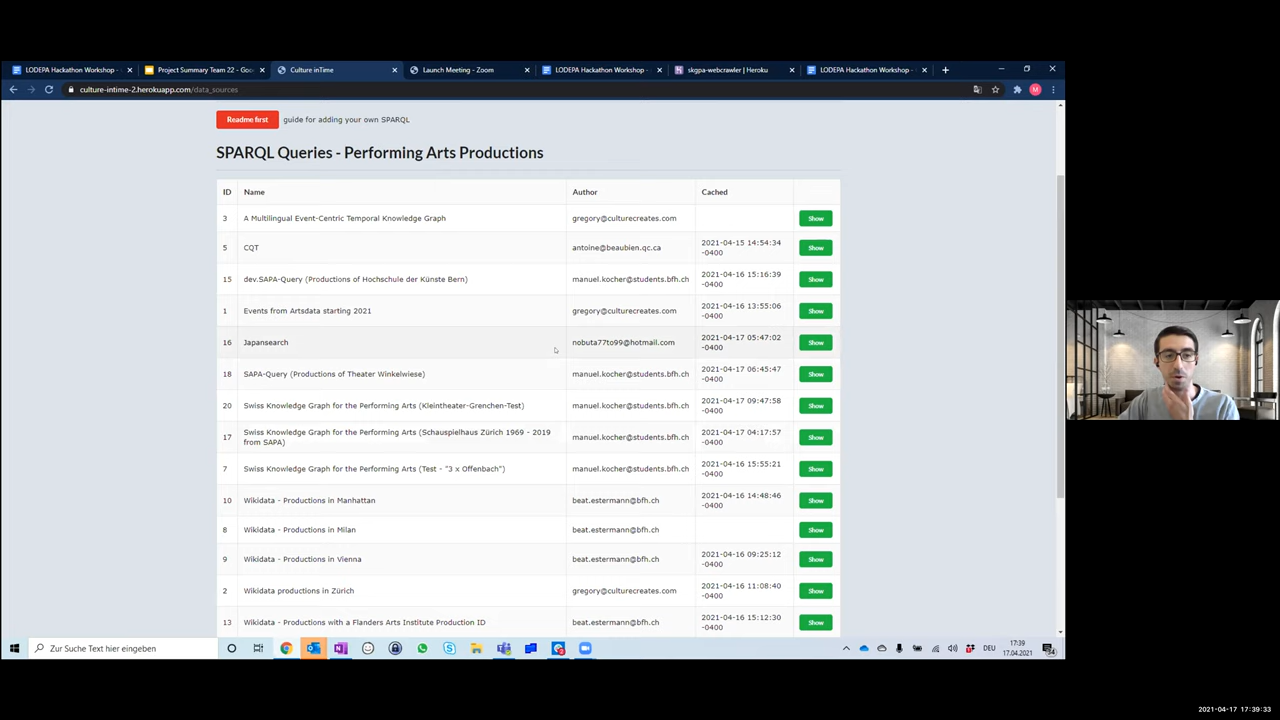 LODEPA Hackathon Workshop -
Project Summary Team 22 - Goo
Culture inTime
Launch Meeting - Zoom
LODEPA Hackathon Workshop -
skgpa-webcrawler | Heroku
LODEPA Hackathon Workshop -
culture-intime-2.herokuapp.com/data_sources
Readme first guide for adding your own SPARQL
SPARQL Queries - Performing Arts Productions
ID Name Author Cached
3 A Multilingual Event-Centric Temporal Knowledge Graph gregory@culturecreates.com Show
5 CQT antoine@beaubien.qc.ca 2021-04-15 14:54:34 -0400 Show
15 dev.SAPA-Query (Productions of Hochschule der Künste Bern) manuel.kocher@students.bfh.ch 2021-04-16 15:16:39 -0400 Show
1 Events from Artsdata starting 2021 gregory@culturecreates.com 2021-04-16 13:55:06 -0400 Show
16 Japansearch nobuta77to99@hotmail.com 2021-04-17 05:47:02 -0400 Show
18 SAPA-Query (Productions of Theater Winkelwiese) manuel.kocher@students.bfh.ch 2021-04-17 06:45:47 -0400 Show
20 Swiss Knowledge Graph for the Performing Arts (Kleintheater-Grenchen-Test) manuel.kocher@students.bfh.ch 2021-04-17 09:47:58 -0400 Show
17 Swiss Knowledge Graph for the Performing Arts (Schauspielhaus Zürich 1969 - 2019 from SAPA) manuel.kocher@students.bfh.ch 2021-04-17 04:17:57 -0400 Show
7 Swiss Knowledge Graph for the Performing Arts (Test - "3 x Offenbach") manuel.kocher@students.bfh.ch 2021-04-16 15:55:21 -0400 Show
10 Wikidata - Productions in Manhattan beat.estermann@bfh.ch 2021-04-16 14:48:46 -0400 Show
8 Wikidata - Productions in Milan beat.estermann@bfh.ch Show
9 Wikidata - Productions in Vienna beat.estermann@bfh.ch 2021-04-16 09:25:12 -0400 Show
2 Wikidata productions in Zürich gregory@culturecreates.com 2021-04-16 11:08:40 -0400 Show
13 Wikidata - Productions with a Flanders Arts Institute Production ID beat.estermann@bfh.ch 2021-04-16 15:12:30 -0400 Show
Zur Suche Text hier eingeben
DEU
17:39
17.04.2021
2021-04-17 17:39:33